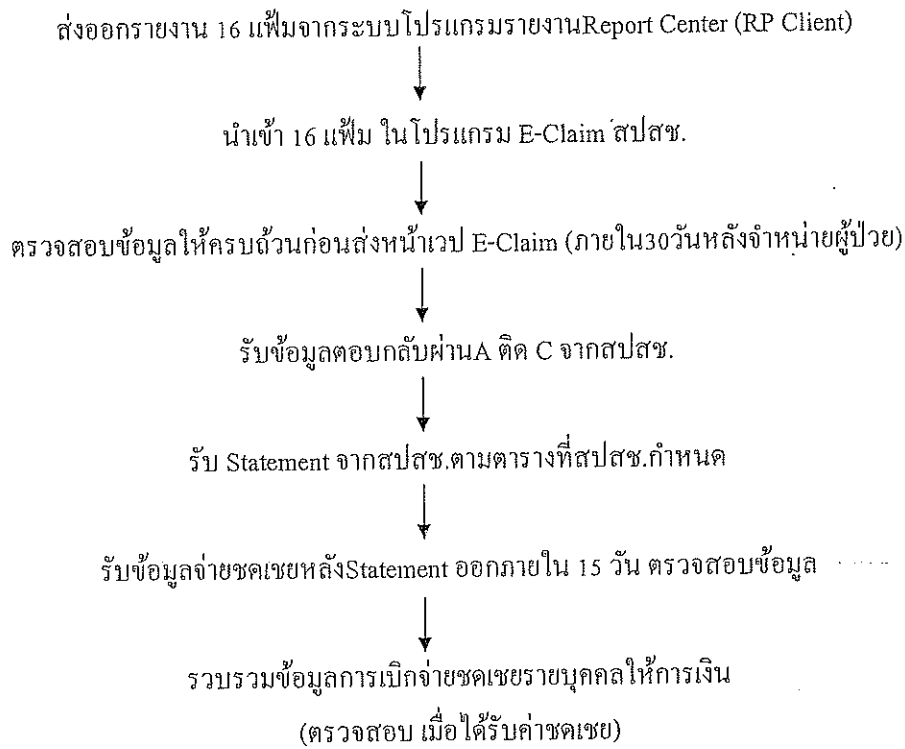 ส่งออกรายงาน 16 แฟ้มจากระบบโปรแกรมรายงานReport Center (RP Client)
นำเข้า 16 แฟ้ม ในโปรแกรม E-Claim สปสช.
ตรวจสอบข้อมูลให้ครบถ้วนก่อนส่งหน้าเวป E-Claim (ภายใน30วันหลังจำหน่ายผู้ป่วย)
รับข้อมูลตอบกลับผ่านA ติด C จากสปสช.
รับ Statement จากสปสช.ตามตารางที่สปสช.กำหนด
รับข้อมูลจ่ายชดเชยหลังStatement ออกภายใน 15 วัน ตรวจสอบข้อมูล
รวบรวมข้อมูลการเบิกจ่ายชดเชยรายบุคคลให้การเงิน
(ตรวจสอบ เมื่อได้รับค่าชดเชย)